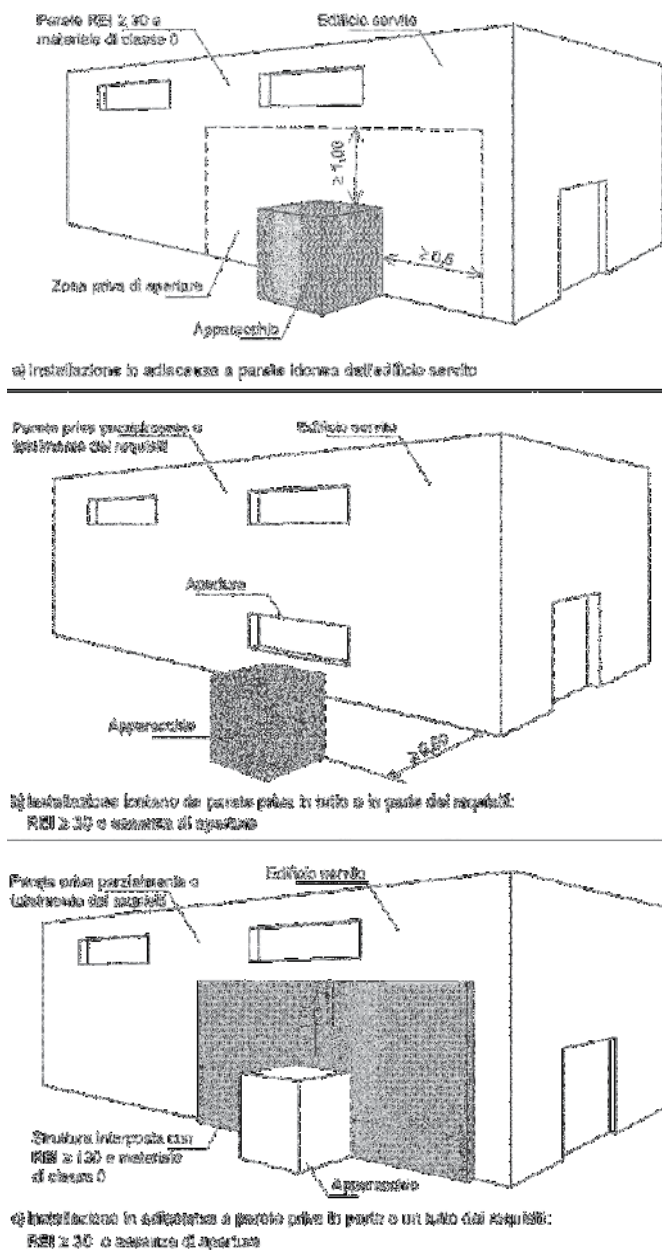 Parete REI ≥ 30 e
materiale di classe 0
Edificio servito
≥ 1,00
≥ 0,6
Zona priva di aperture
Apparecchio
a) Installazione in adiacenza a parete idonea dell'edificio servito
Parete priva parzialmente o
totalmente dei requisiti
Edificio servito
Apertura
Apparecchio
b) Installazione lontano da parete priva in tutto o in parte dei requisiti:
REI ≥ 30 o assenza di aperture
Parete priva parzialmente o
totalmente dei requisiti
Edificio servito
Struttura interposta con
REI ≥ 120 e materiale
di classe 0
Apparecchio
c) Installazione in adiacenza a parete priva in parte o un tutto dei requisiti:
REI ≥ 30 o assenza di apertura